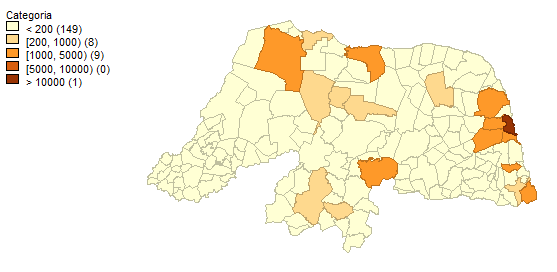 Categoria
< 200 (149)
[200, 1000) (8)
[1000, 5000) (9)
[5000, 10000) (0)
> 10000 (1)